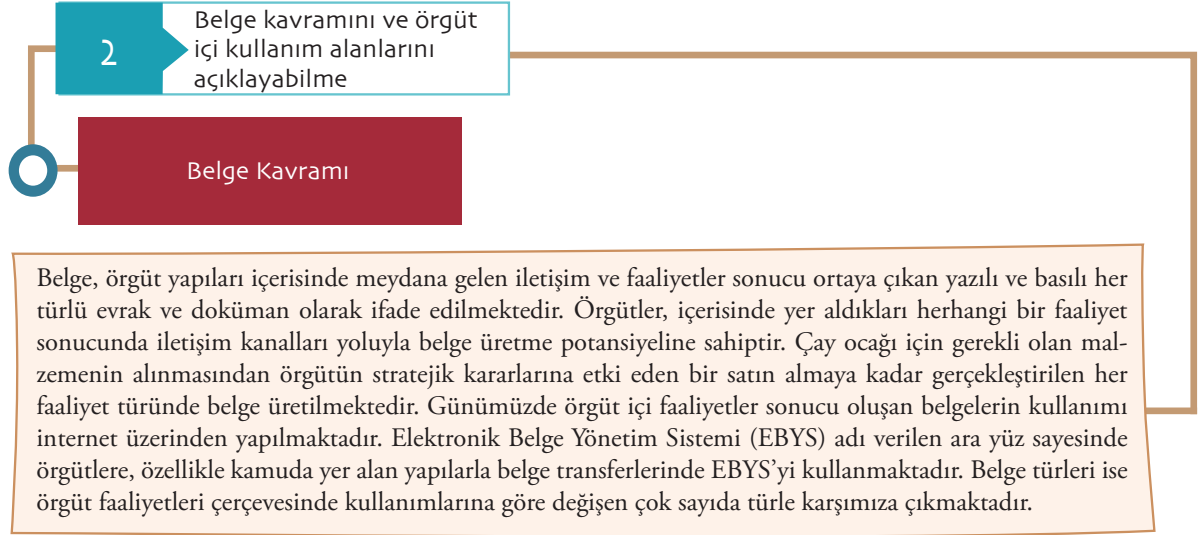 2
Belge kavramını ve örgüt
içi kullanım alanlarını
açıklayabilme
Belge Kavramı
Belge, örgüt yapıları içerisinde meydana gelen iletişim ve faaliyetler sonucu ortaya çıkan yazılı ve basılı her
türlü evrak ve doküman olarak ifade edilmektedir. Örgütler, içerisinde yer aldıkları herhangi bir faaliyet
sonucunda iletişim kanalları yoluyla belge üretme potansiyeline sahiptir. Çay ocağı için gerekli olan mal-
zemenin alınmasından örgütün stratejik kararlarına etki eden bir satın almaya kadar gerçekleştirilen her
faaliyet türünde belge üretilmektedir. Günümüzde örgüt içi faaliyetler sonucu oluşan belgelerin kullanımı
internet üzerinden yapılmaktadır. Elektronik Belge Yönetim Sistemi (EBYS) adı verilen ara yüz sayesinde
örgütlere, özellikle kamuda yer alan yapılarla belge transferlerinde EBYS’yi kullanmaktadır. Belge türleri ise
örgüt faaliyetleri çerçevesinde kullanımlarına göre değişen çok sayıda türle karşımıza çıkmaktadır.